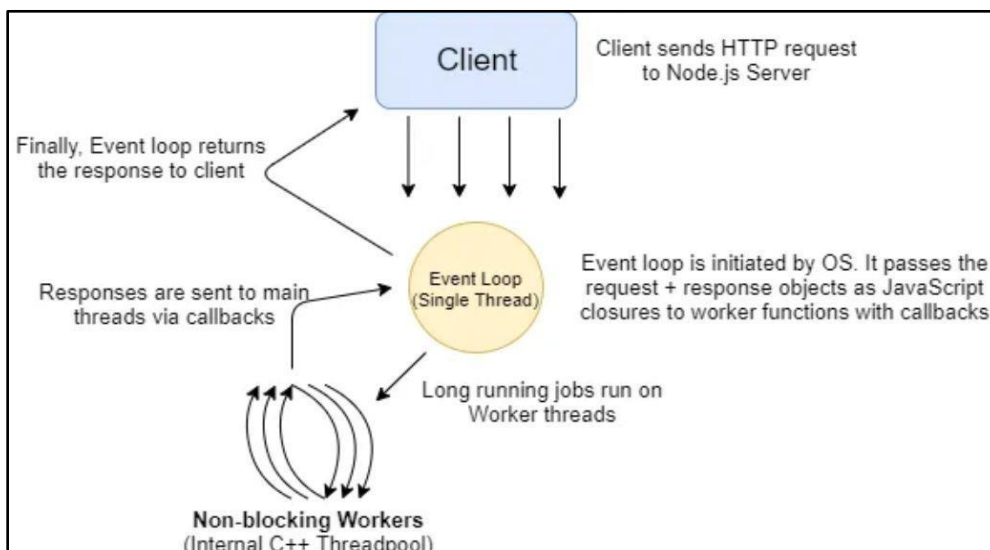 Client
Client sends HTTP request
to Node.js Server
Finally, Event loop returns
the response to client
Event Loop
(Single Thread)
Event loop is initiated by OS. It passes the
request + response objects as JavaScript
closures to worker functions with callbacks
Responses are sent to main
threads via callbacks
Long running jobs run on
Worker threads
Non-blocking Workers
(Internal C++ Threadpool)